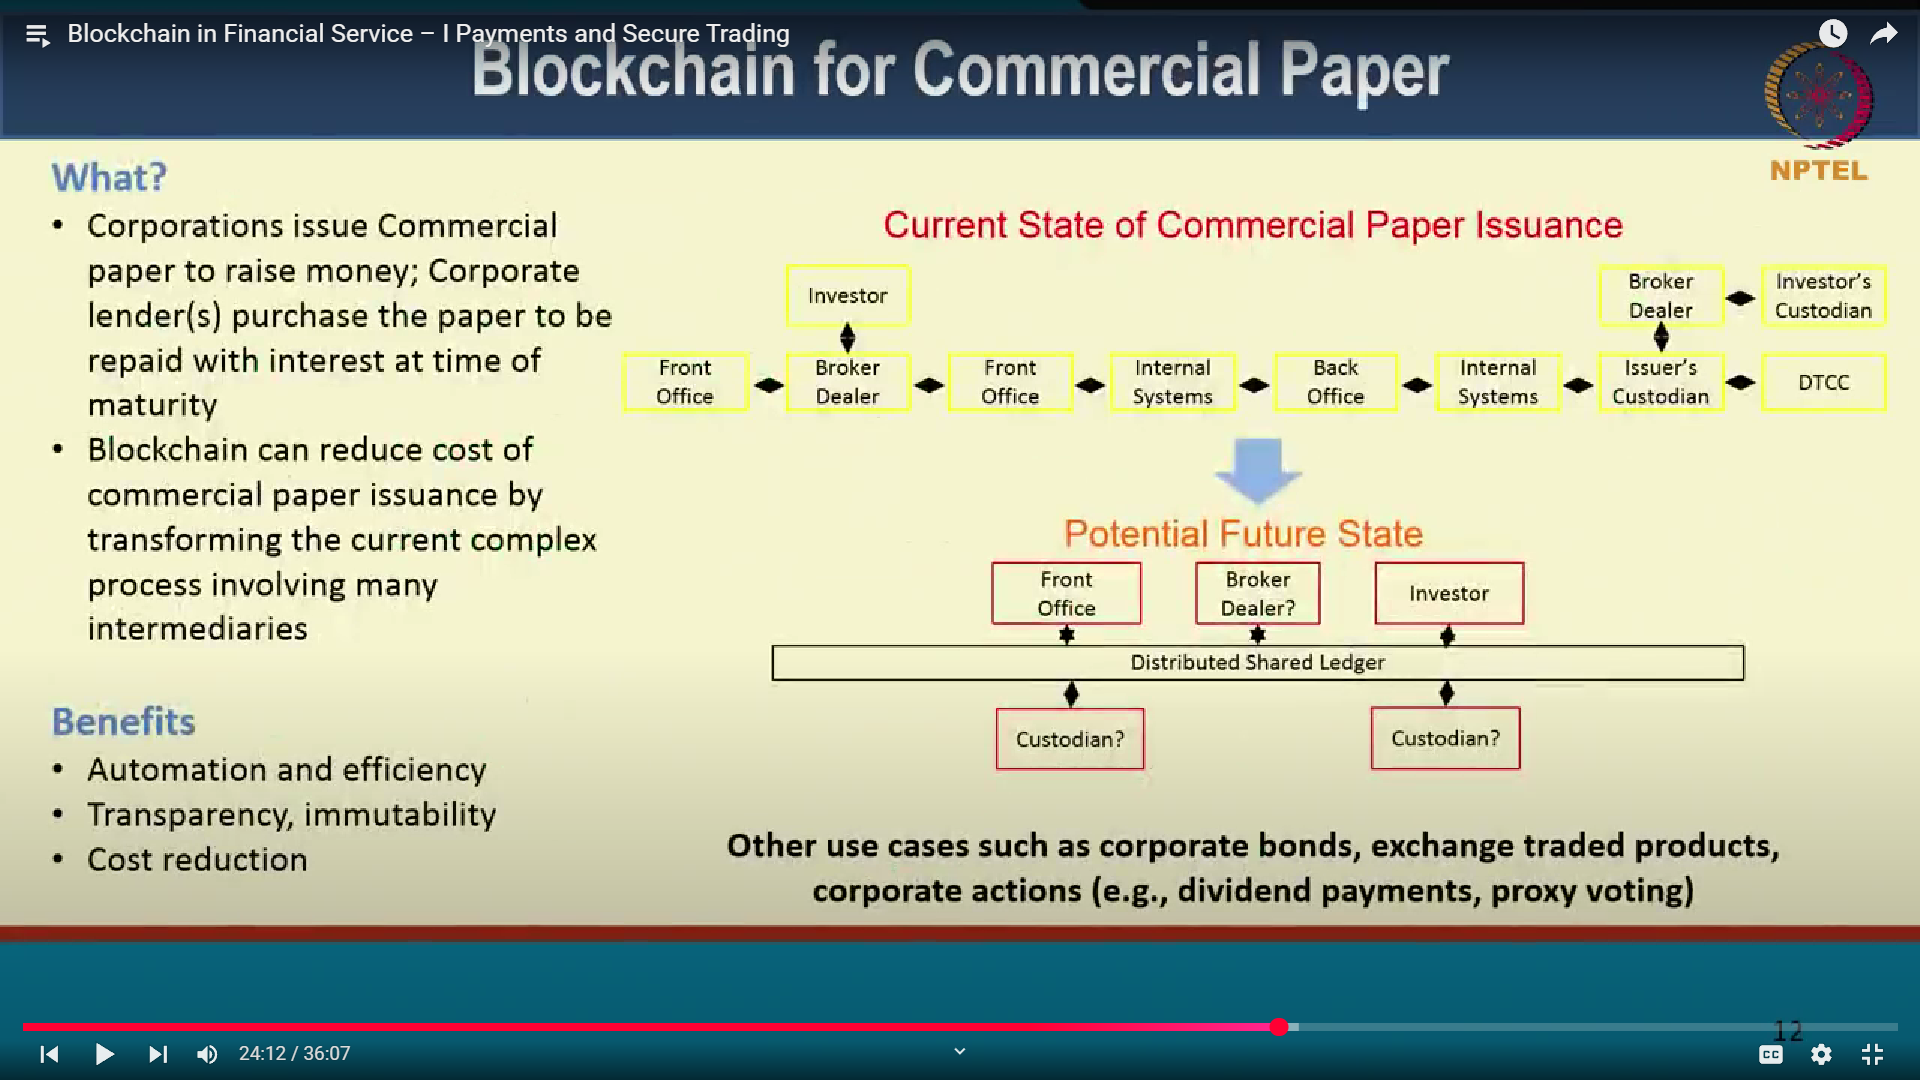 Blockchain in Financial Service – I Payments and Secure Trading
Blockchain for Commercial Paper
NPTEL
What?
• Corporations issue Commercial
paper to raise money; Corporate
lender(s) purchase the paper to be
repaid with interest at time of
maturity
• Blockchain can reduce cost of
commercial paper issuance by
transforming the current complex
process involving many
intermediaries
Benefits
• Automation and efficiency
• Transparency, immutability
• Cost reduction
Current State of Commercial Paper Issuance
Investor
Broker
Dealer
Investor's
Custodian
Front
Office
Broker
Dealer
Front
Office
Internal
Systems
Back
Office
Internal
Systems
Issuer's
Custodian
DTCC
Potential Future State
Front
Office
Broker
Dealer?
Investor
Distributed Shared Ledger
Custodian?
Custodian?
Other use cases such as corporate bonds, exchange traded products,
corporate actions (e.g., dividend payments, proxy voting)
12
24:12 / 36:07
CC